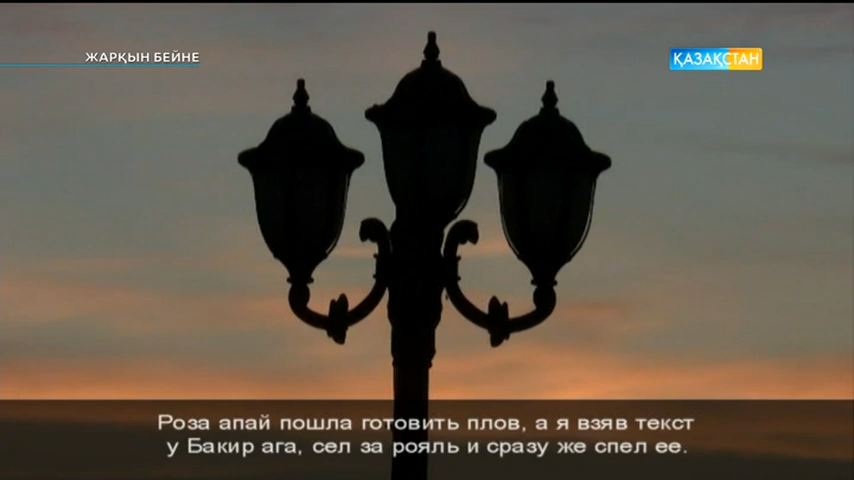 ЖАРҚЫН БЕЙНЕ
ҚАЗАҚСТАН
Роза апай пошла готовить плов, а я взяв текст
у Бакир ага, сел за рояль и сразу же спел ее.